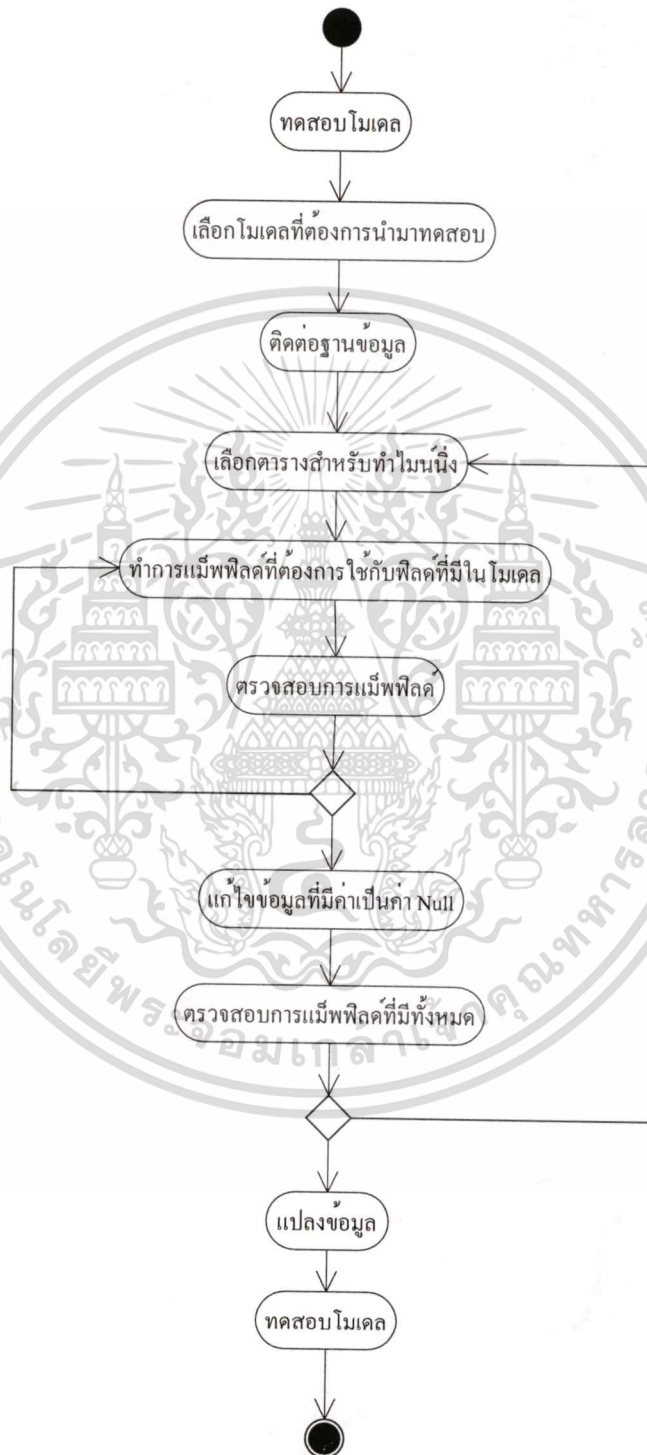 ทดสอบโมเดล
เลือกโมเดลที่ต้องการนำมาทดสอบ
ติดต่อฐานข้อมูล
เลือกตารางสำหรับทำไมน์นิ่ง
ทำการแม็พฟิลด์ที่ต้องการใช้กับฟิลด์ที่มีในโมเดล
ตรวจสอบการแม็พฟิลด์
แก้ไขข้อมูลที่มีค่าเป็นค่า Null
ตรวจสอบการแม็พฟิลด์ที่มีทั้งหมด
แปลงข้อมูล
ทดสอบโมเดล